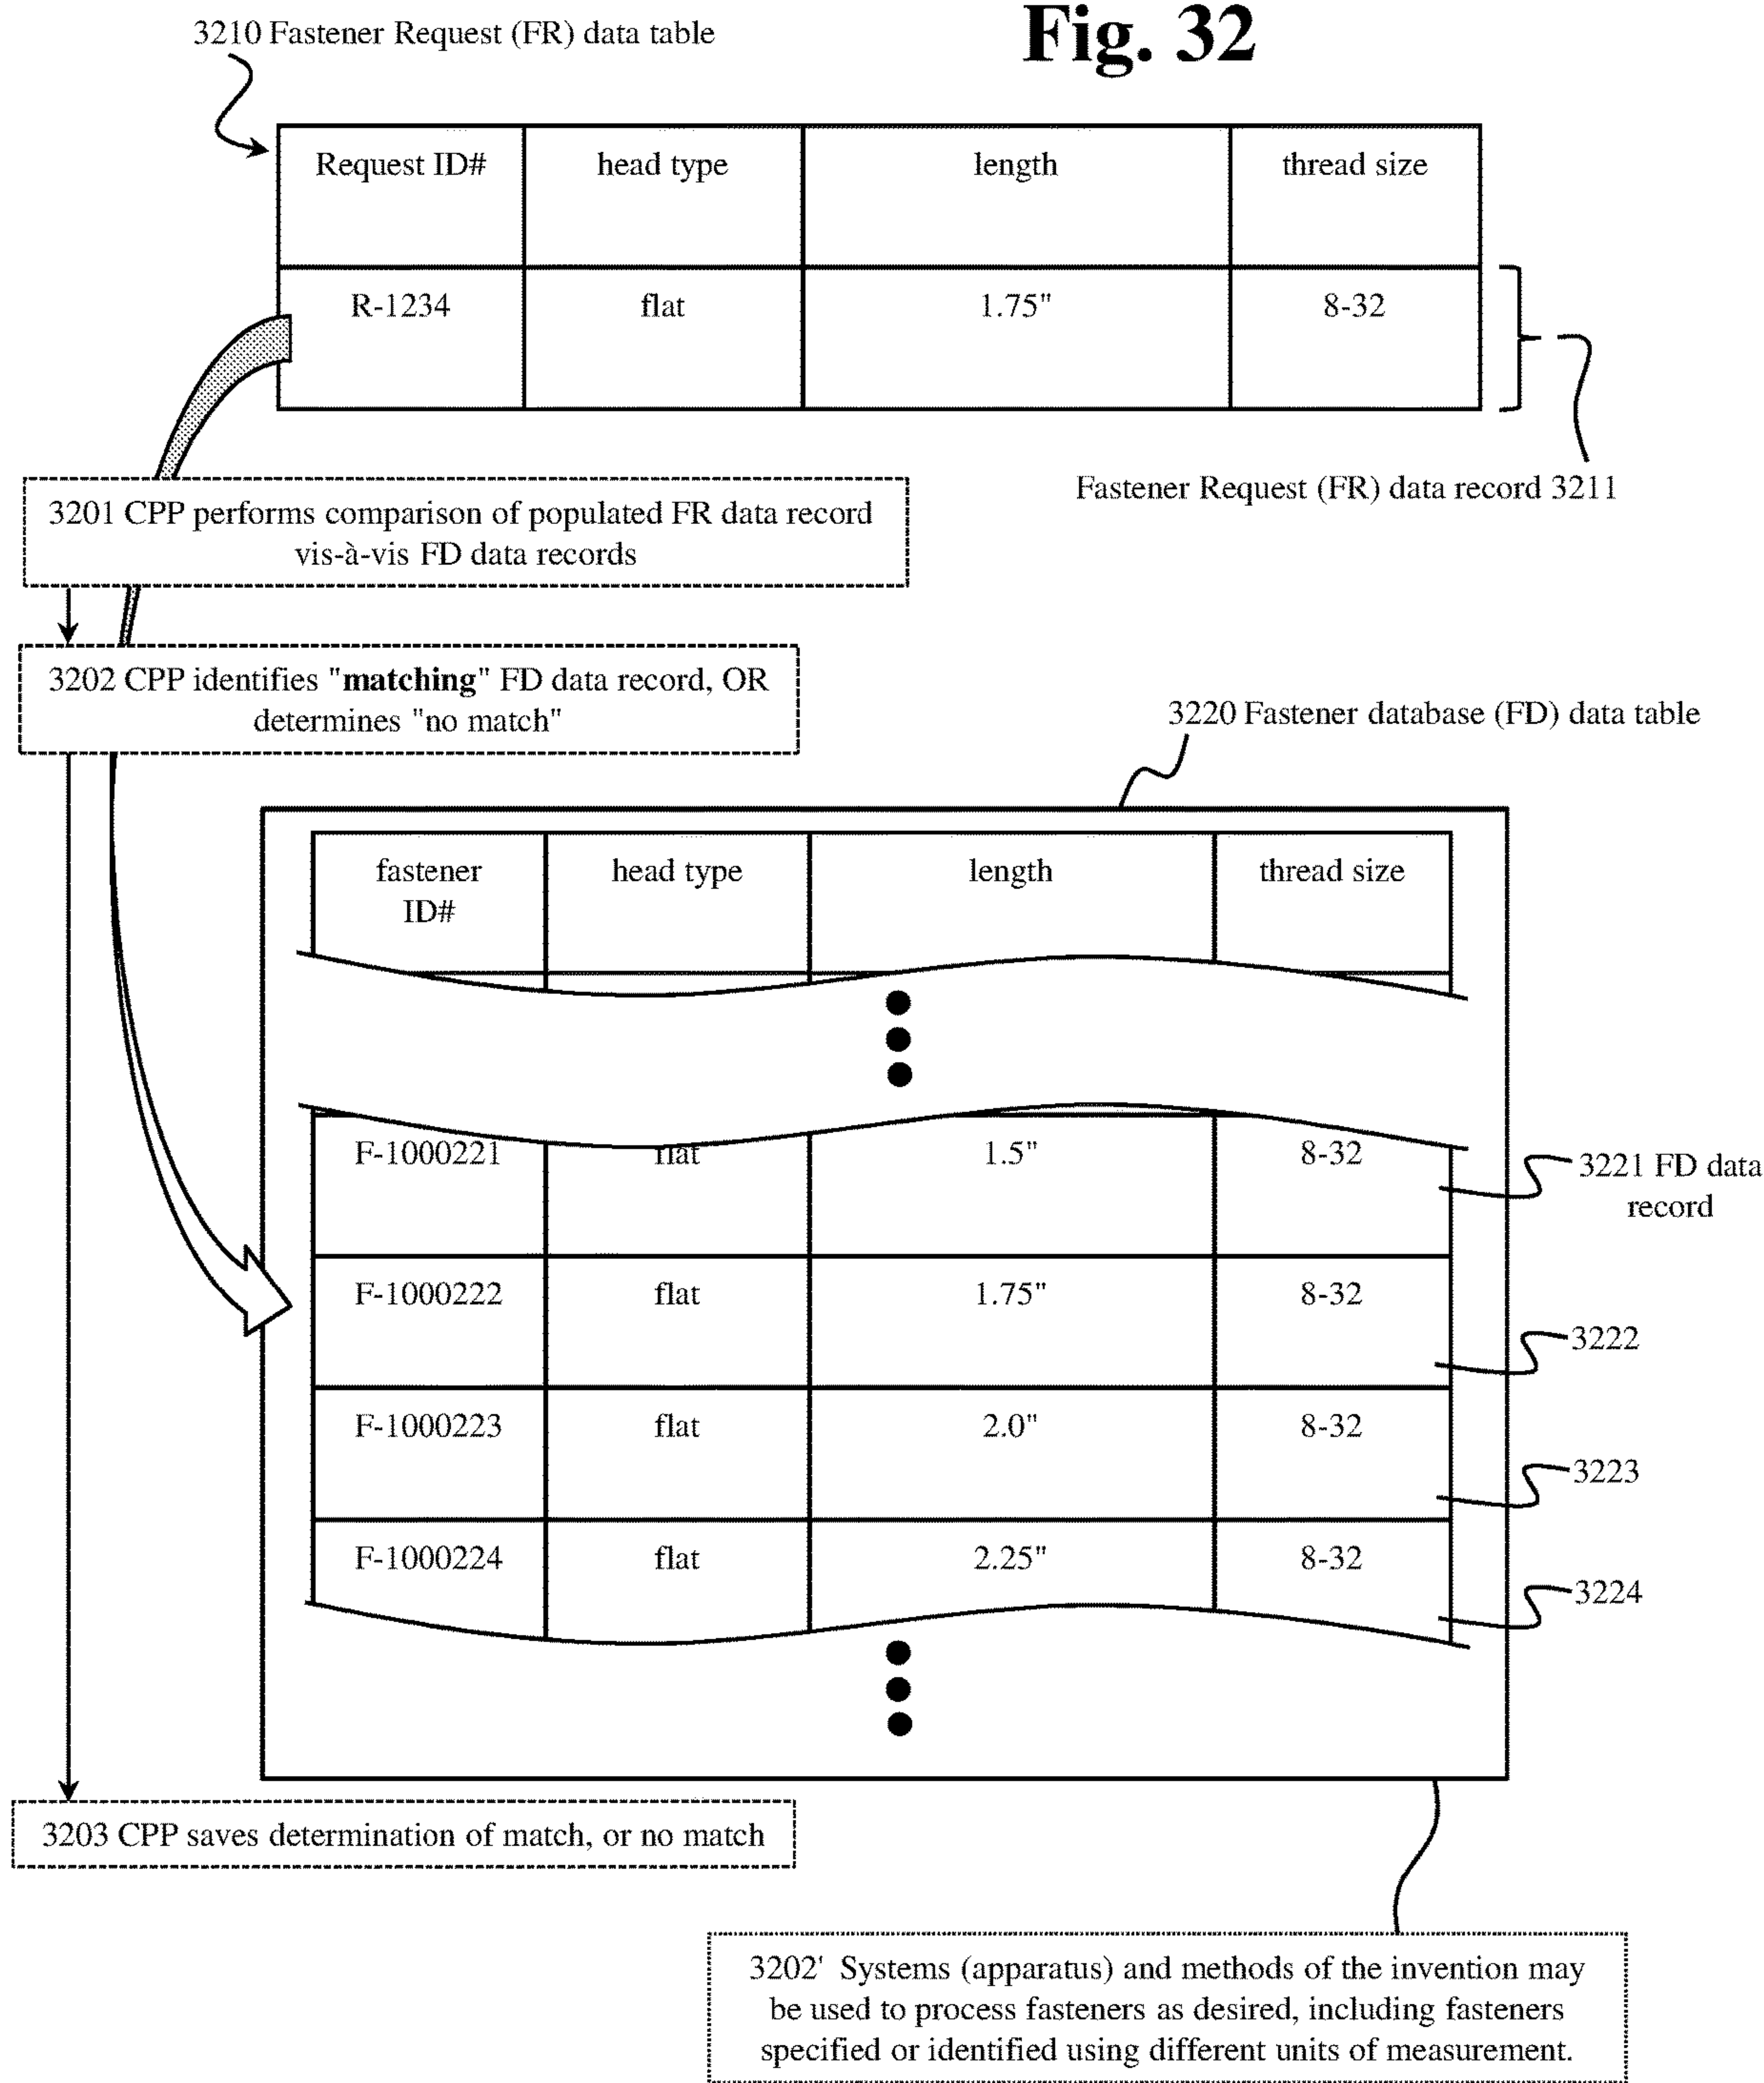 Fig. 32
3210 Fastener Request (FR) data table
Request ID# head type length thread size
R-1234 flat 1.75" 8-32
Fastener Request (FR) data record 3211
3201 CPP performs comparison of populated FR data record
vis-à-vis FD data records
3202 CPP identifies "matching" FD data record, OR
determines "no match"
3220 Fastener database (FD) data table
fastener head type length thread size
ID#
F-1000221 flat 1.5" 8-32
3221 FD data
record
F-1000222 flat 1.75" 8-32
3222
F-1000223 flat 2.0" 8-32
3223
F-1000224 flat 2.25" 8-32
3224
3203 CPP saves determination of match, or no match
3202' Systems (apparatus) and methods of the invention may
be used to process fasteners as desired, including fasteners
specified or identified using different units of measurement.